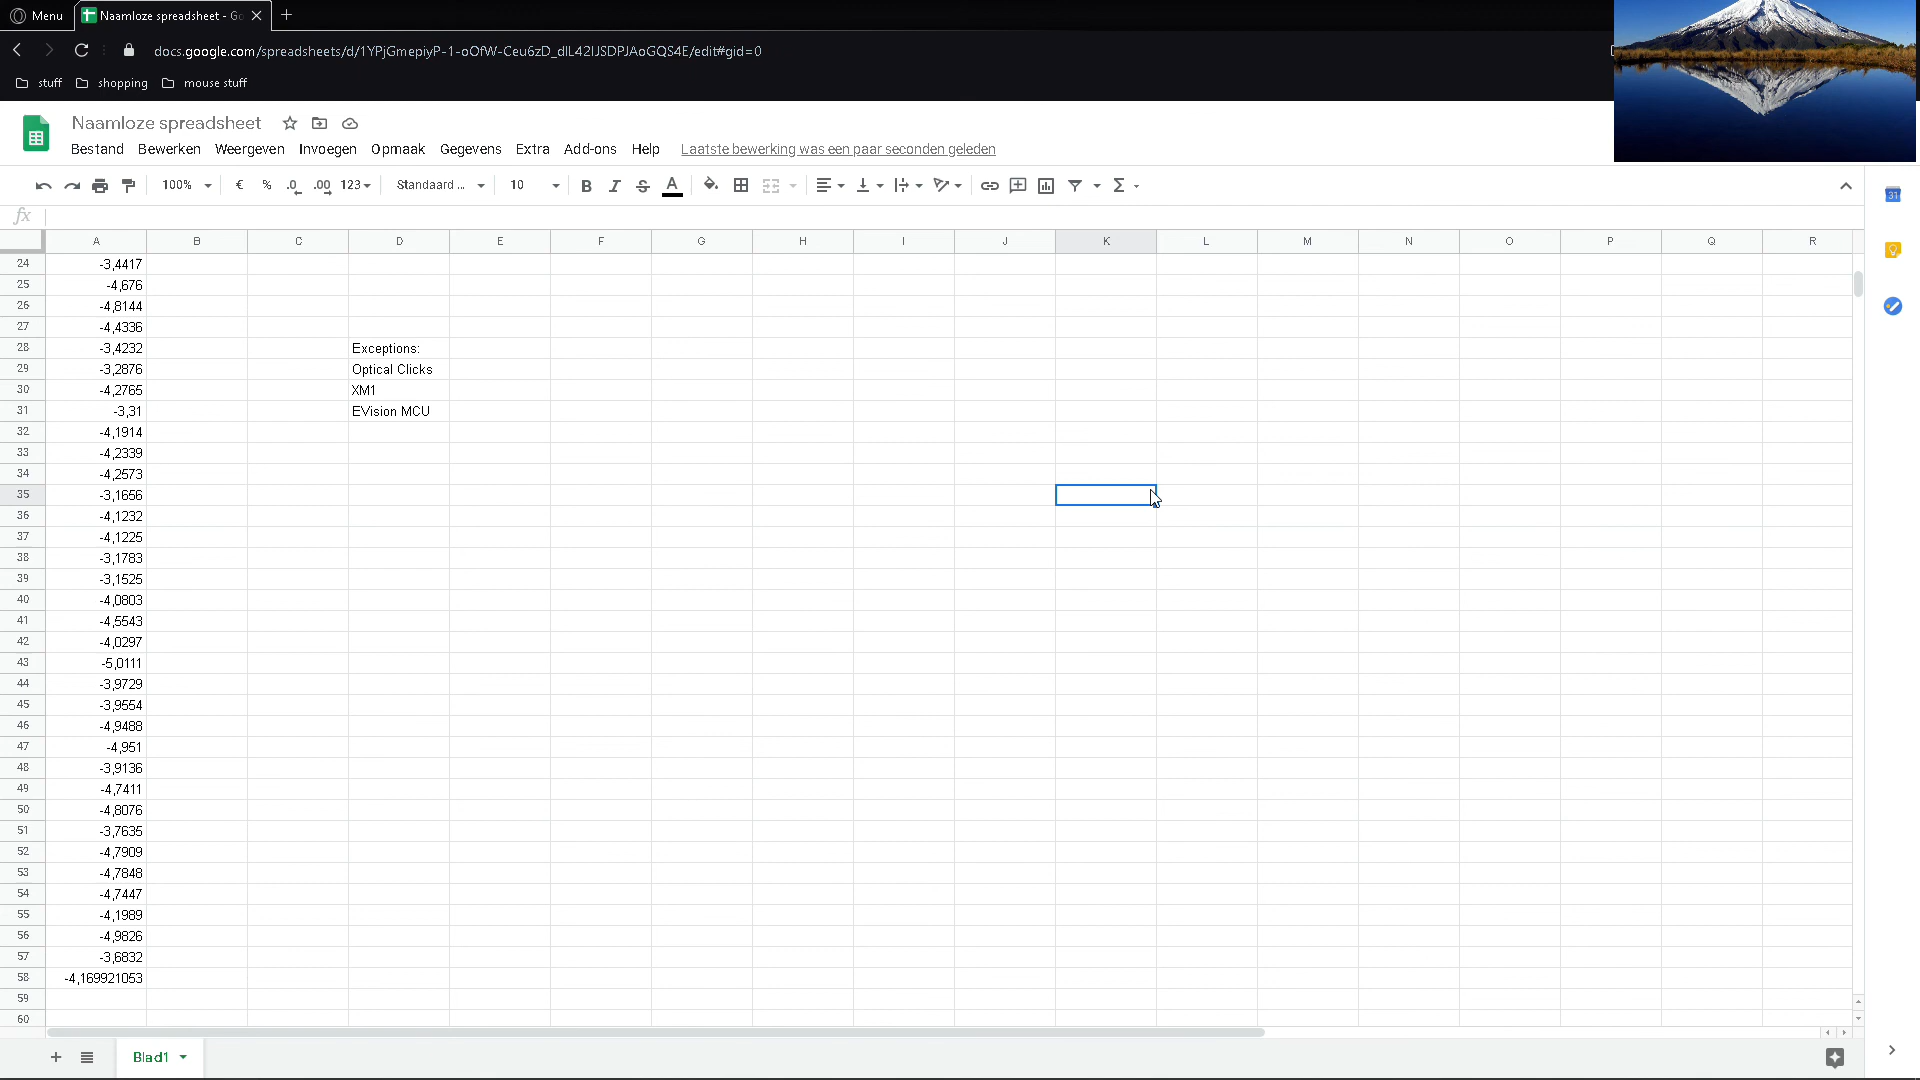 Menu
Naamloze spreadsheet - Go
docs.google.com/spreadsheets/d/1YPjGmepiyP-1-oOfW-Ceu6zD_dlL42IJSDPJAoGQS4E/edit#gid=0
stuff shopping mouse stuff
Naamloze spreadsheet
Bestand Bewerken Weergeven Invoegen Opmaak Gegevens Extra Add-ons Help Laatste bewerking was een paar seconden geleden
100% € % .0 .00 123 Standaard ... 10 B I S A Σ
31
fx
A B C D E F G H I J K L M N O P Q R
24 -3,4417
25 -4,676
26 -4,8144
27 -4,4336
28 -3,4232 Exceptions:
29 -3,2876 Optical Clicks
30 -4,2765 XM1
31 -3,31 EVision MCU
32 -4,1914
33 -4,2339
34 -4,2573
35 -3,1656
36 -4,1232
37 -4,1225
38 -3,1783
39 -3,1525
40 -4,0803
41 -4,5543
42 -4,0297
43 -5,0111
44 -3,9729
45 -3,9554
46 -4,9488
47 -4,951
48 -3,9136
49 -4,7411
50 -4,8076
51 -3,7635
52 -4,7909
53 -4,7848
54 -4,7447
55 -4,1989
56 -4,9826
57 -3,6832
58 -4,169921053
59
60
Blad1